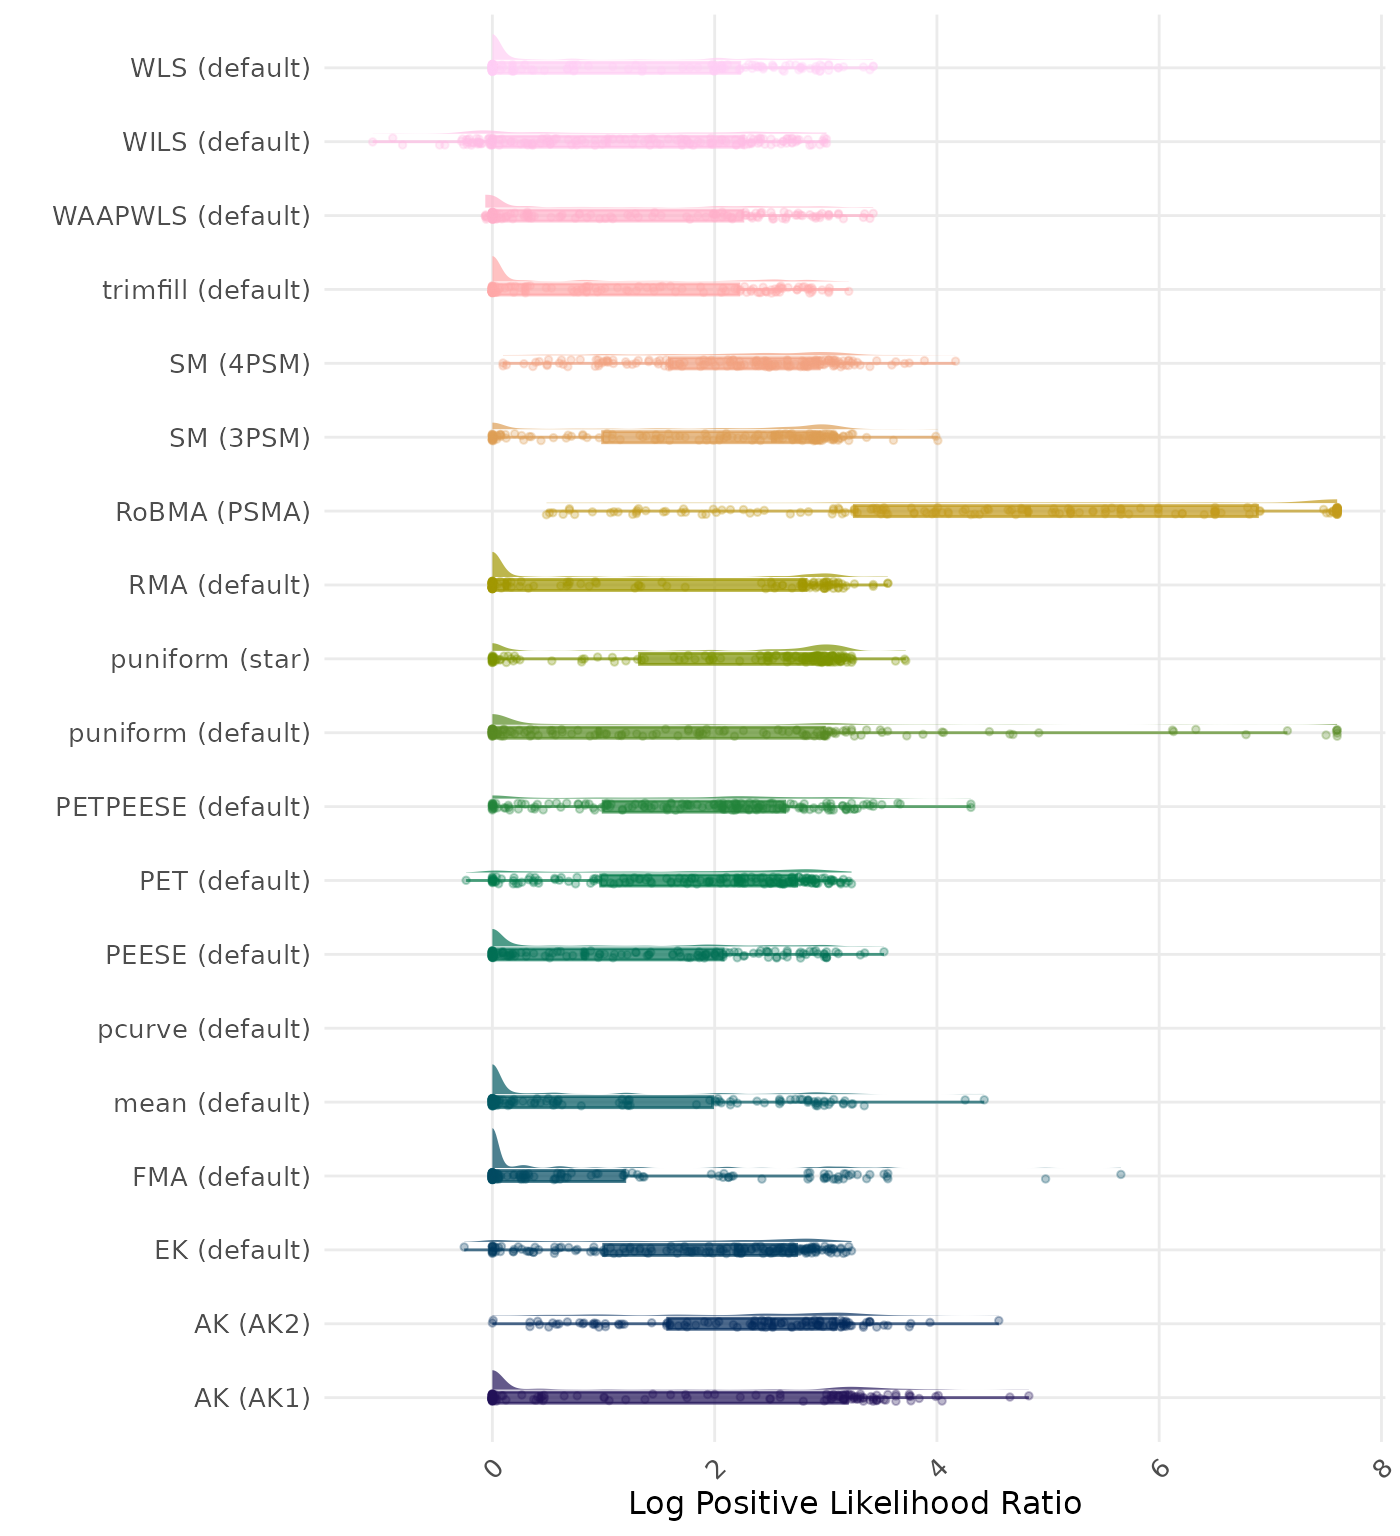 WLS (default)
WILS (default)
WAAPWLS (default)
trimfill (default)
SM (4PSM)
SM (3PSM)
RoBMA (PSMA)
RMA (default)
puniform (star)
puniform (default)
PETPEESE (default)
PET (default)
PEESE (default)
pcurve (default)
mean (default)
FMA (default)
EK (default)
AK (AK2)
AK (AK1)
0 2 4 6 8
Log Positive Likelihood Ratio